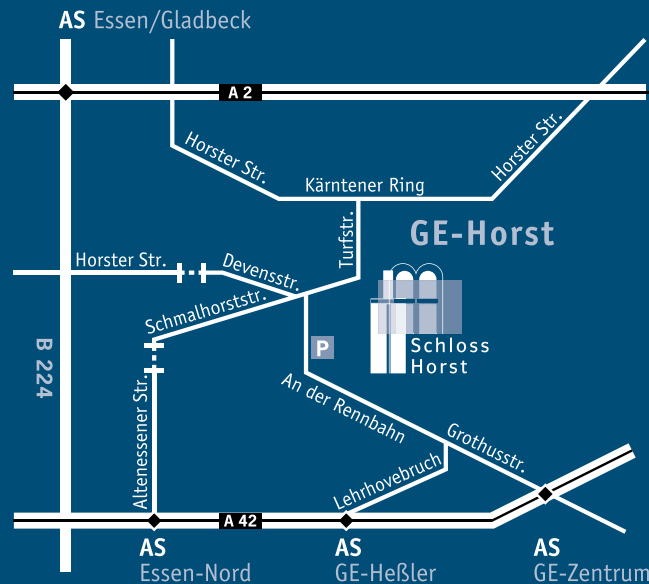 AS Essen/Gladbeck
A 2
Horster Str.
Horster Str.
Kärntener Ring
Turfstr.
GE-Horst
Horster Str.
Devensstr.
Schmalhorststr.
B 224
P
Schloss
Horst
Altenessener Str.
An der Rennbahn
Grothusstr.
Lehrhovebruch
A 42
AS
Essen-Nord
AS
GE-Heßler
AS
GE-Zentrum